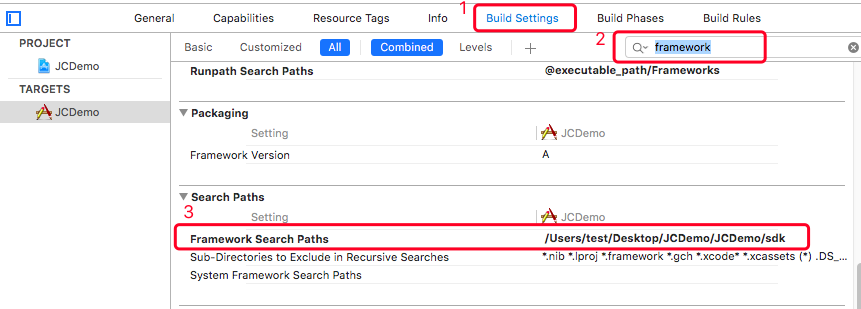 General Capabilities Resource Tags Info 1 Build Settings Build Phases Build Rules
PROJECT
JCDemo
TARGETS
JCDemo
Basic Customized All Combined Levels + 2 framework
Runpath Search Paths @executable_path/Frameworks
Packaging
Setting JCDemo
Framework Version A
Search Paths
3 Setting JCDemo
Framework Search Paths /Users/test/Desktop/JCDemo/JCDemo/sdk
Sub-Directories to Exclude in Recursive Searches *.nib *.lproj *.framework *.gch *.xcode* *.xcassets (*) .DS_...
System Framework Search Paths